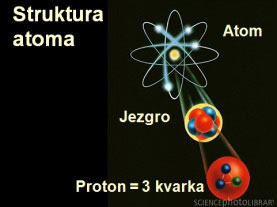 Struktura
atoma
Atom
Jezgro
Proton = 3 kvarka
SCIENCEPHOTOLIBRARY